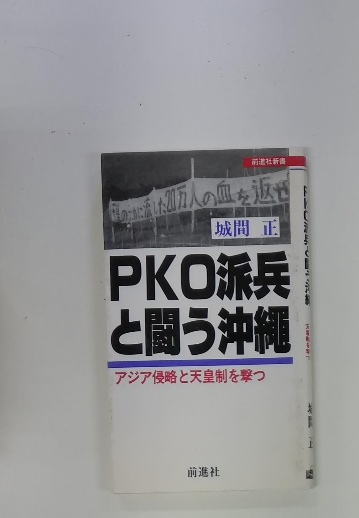 前進社新書
のために流した20万人の血を返せ
城間 正
PKO派兵
と闘う沖縄
アジア侵略と天皇制を撃つ
前進社
PKO派兵と闘う沖縄
城間 正